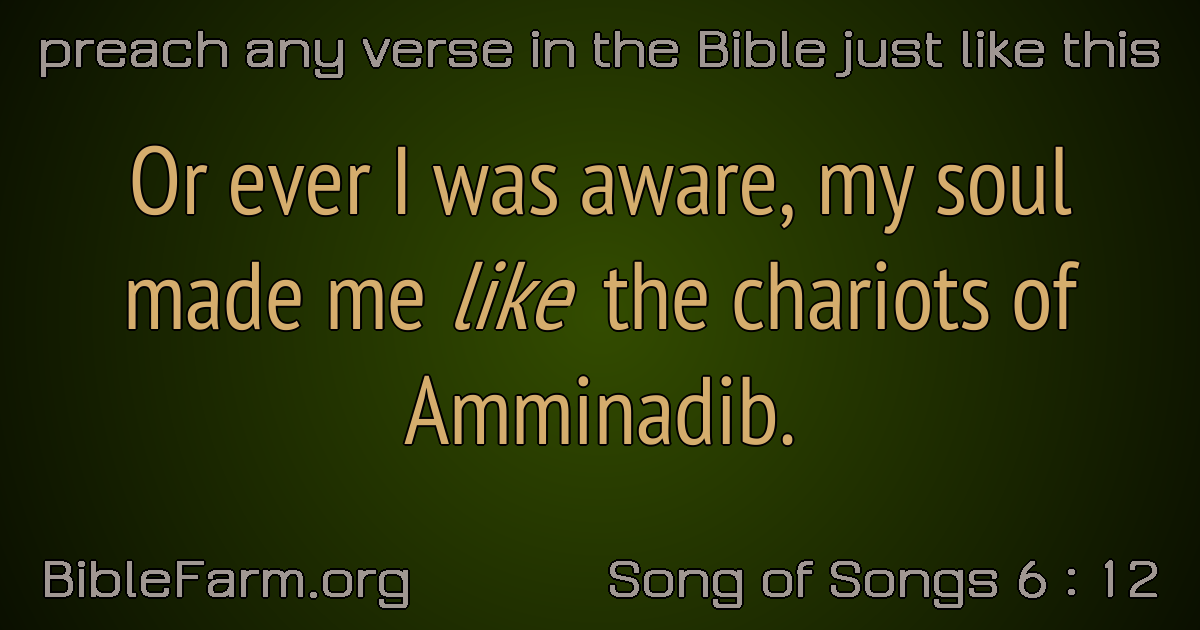 preach any verse in the Bible just like this
Or ever I was aware, my soul
made me like the chariots of
Amminadib.
BibleFarm.org
Song of Songs 6 : 12